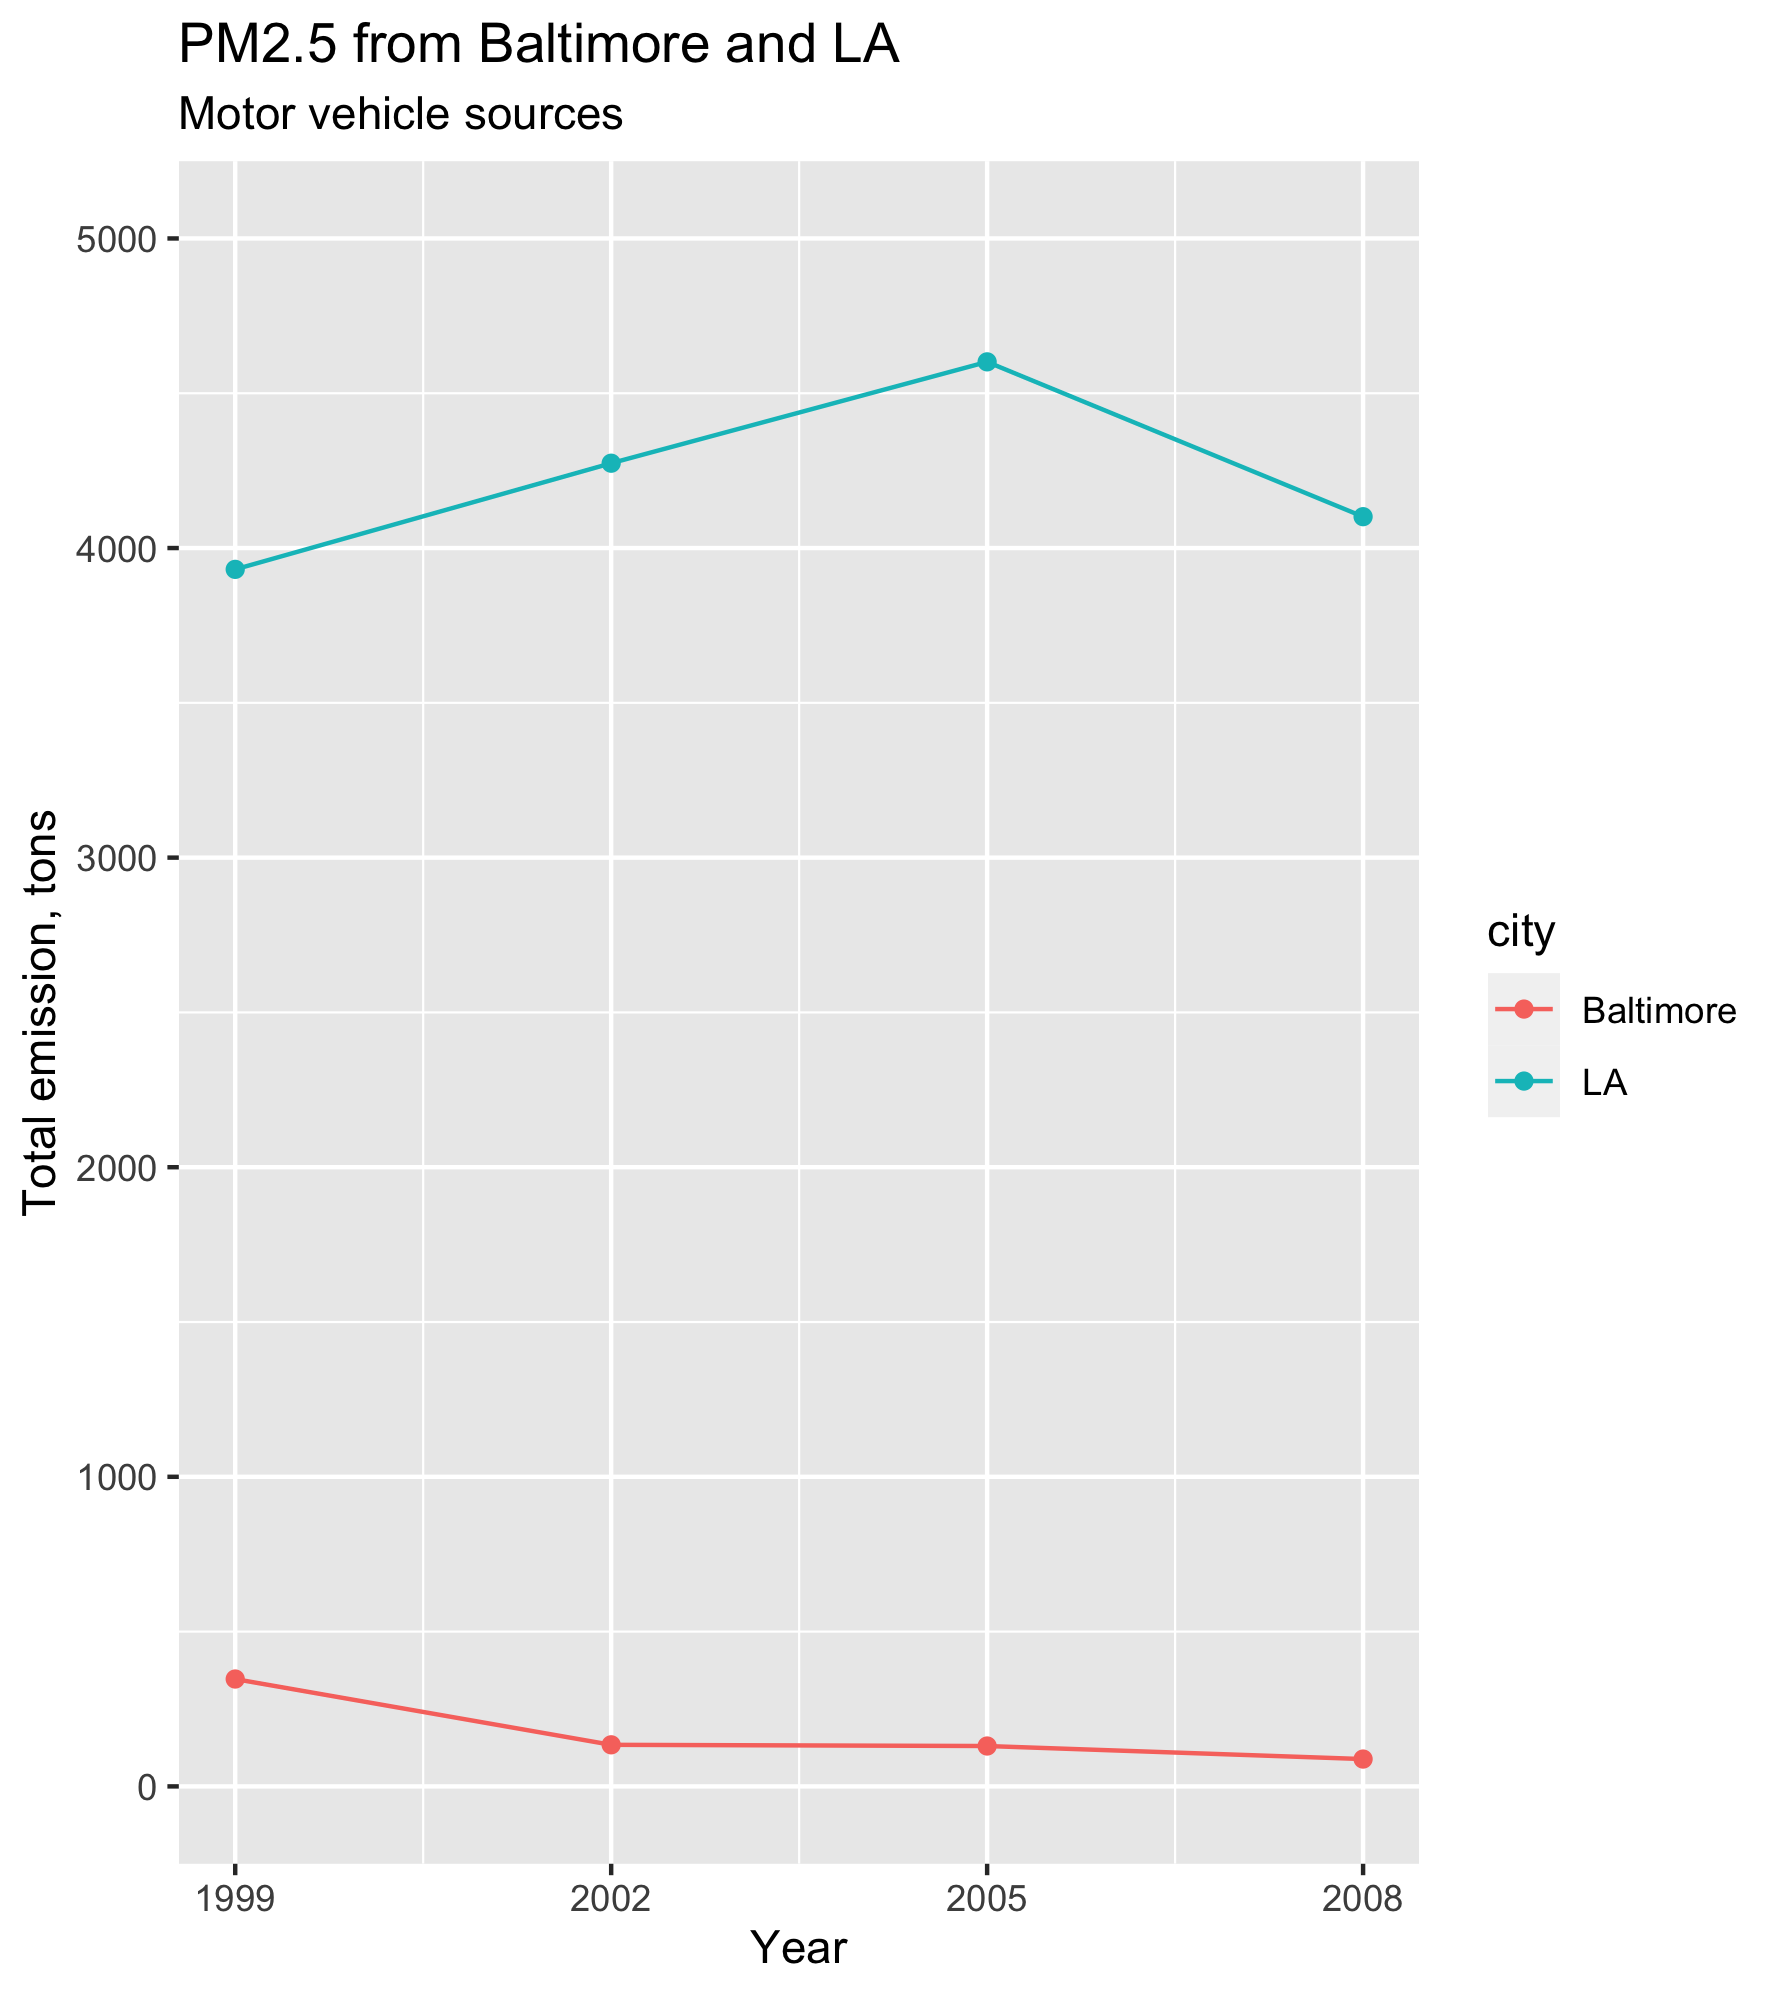 PM2.5 from Baltimore and LA
Motor vehicle sources
Total emission, tons
5000
4000
3000
2000
1000
0
1999 2002 2005 2008
Year
city
Baltimore
LA